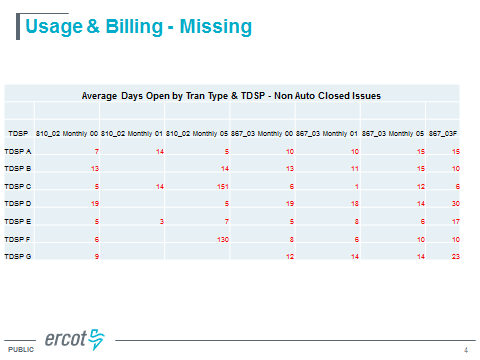 Usage & Billing - Missing
Average Days Open by Tran Type & TDSP - Non Auto Closed Issues
TDSP 810_02 Monthly 00 810_02 Monthly 01 810_02 Monthly 05 867_03 Monthly 00 867_03 Monthly 01 867_03 Monthly 05 867_03F
TDSP A 7 14 5 10 10 15 15
TDSP B 13 14 13 11 15 10
TDSP C 5 14 151 6 1 12 6
TDSP D 19 5 19 18 14 30
TDSP E 5 3 7 5 8 6 17
TDSP F 6 130 8 6 10 10
TDSP G 9 12 14 14 23
ercot
PUBLIC
4